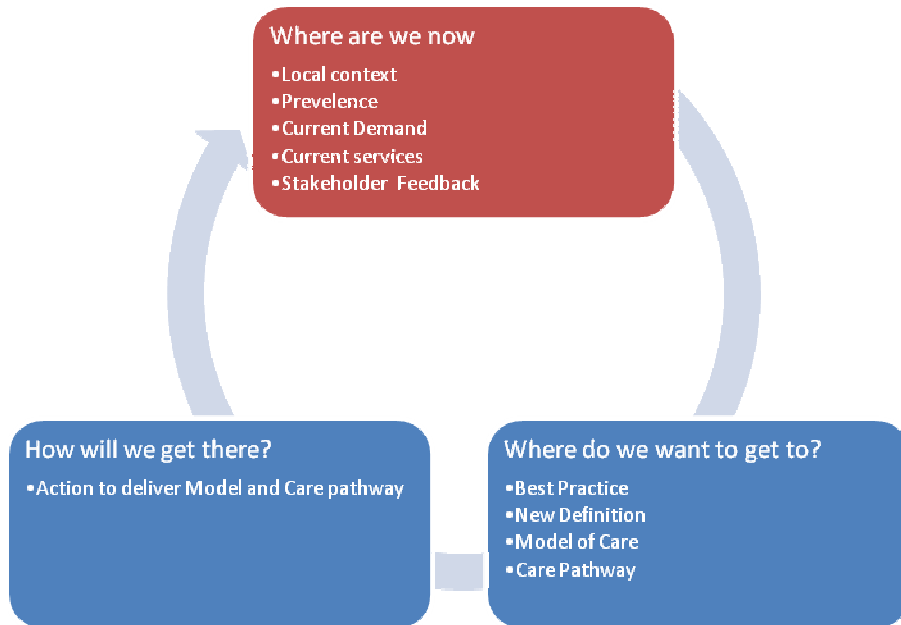 Where are we now
•Local context
•Prevelence
•Current Demand
•Current services
•Stakeholder Feedback
How will we get there?
•Action to deliver Model and Care pathway
Where do we want to get to?
•Best Practice
•New Definition
•Model of Care
•Care Pathway